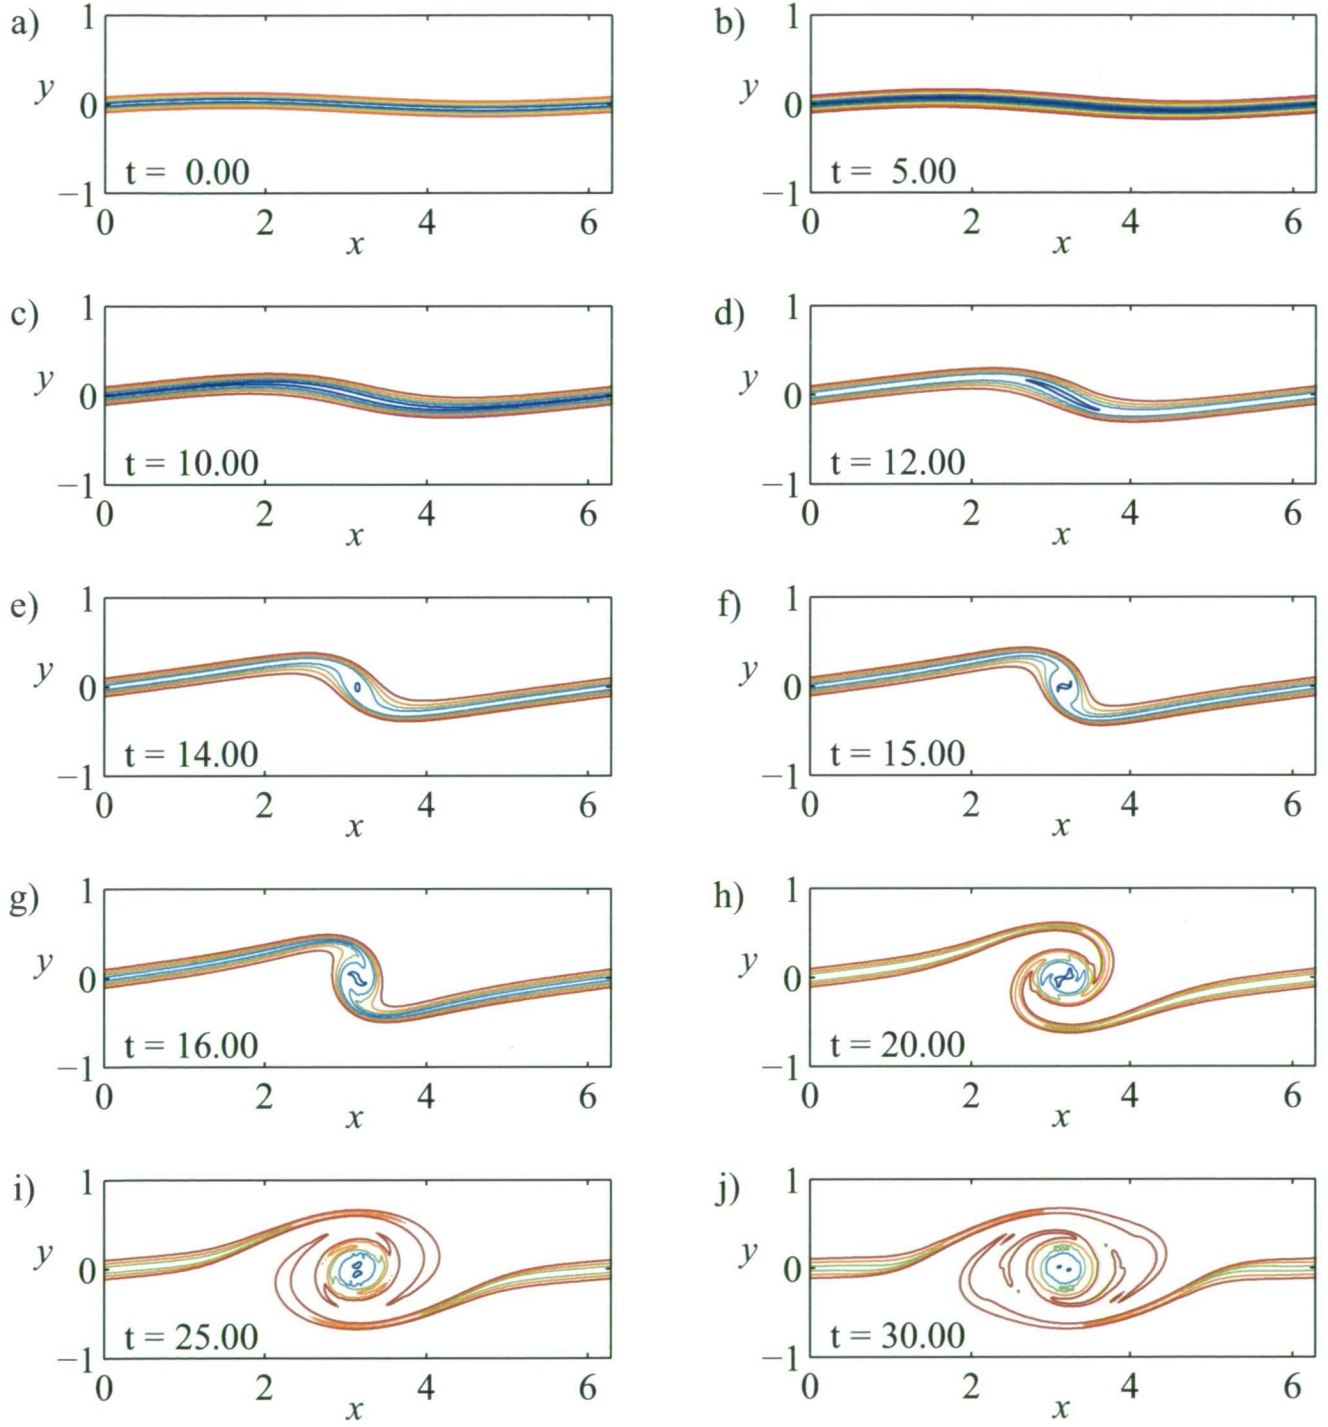 a)
1
y
0
t = 0.00
−1
0 2 4 6
x
b)
1
y
0
t = 5.00
−1
0 2 4 6
x
c)
1
y
0
t = 10.00
−1
0 2 4 6
x
d)
1
y
0
t = 12.00
−1
0 2 4 6
x
e)
1
y
0
t = 14.00
−1
0 2 4 6
x
f)
1
y
0
t = 15.00
−1
0 2 4 6
x
g)
1
y
0
t = 16.00
−1
0 2 4 6
x
h)
1
y
0
t = 20.00
−1
0 2 4 6
x
i)
1
y
0
t = 25.00
−1
0 2 4 6
x
j)
1
y
0
t = 30.00
−1
0 2 4 6
x